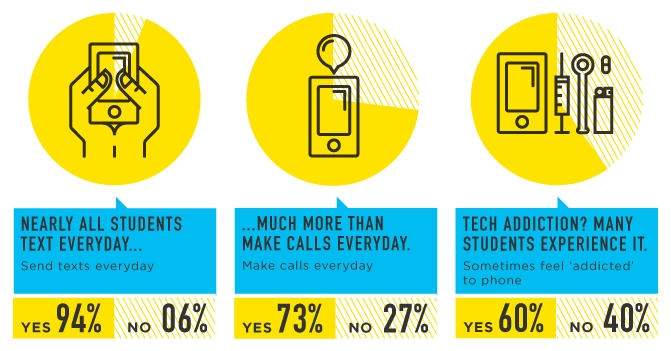 NEARLY ALL STUDENTS
TEXT EVERYDAY...
Send texts everyday
YES 94% NO 06%
...MUCH MORE THAN
MAKE CALLS EVERYDAY.
Make calls everyday
YES 73% NO 27%
TECH ADDICTION? MANY
STUDENTS EXPERIENCE IT.
Sometimes feel 'addicted'
to phone
YES 60% NO 40%